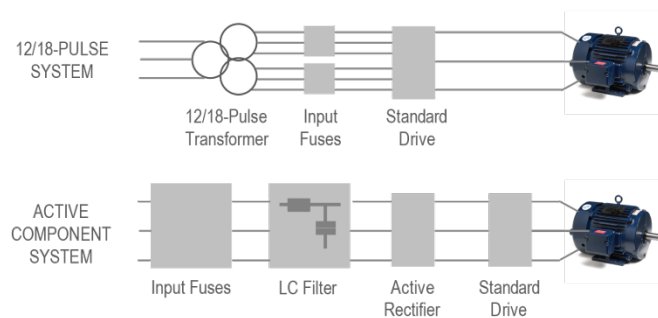 12/18-PULSE
SYSTEM
12/18-Pulse
Transformer
Input
Fuses
Standard
Drive
ACTIVE
COMPONENT
SYSTEM
Input Fuses
LC Filter
Active
Rectifier
Standard
Drive